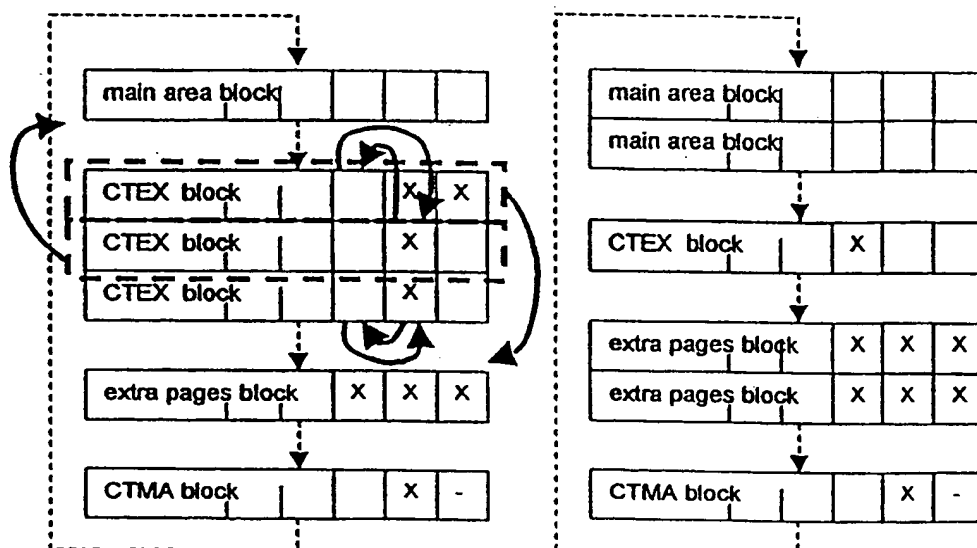 main area block
CTEX block X X
CTEX block X
CTEX block X
extra pages block X X X
CTMA block X -
main area block
main area block
CTEX block X
extra pages block X X X
extra pages block X X X
CTMA block X -